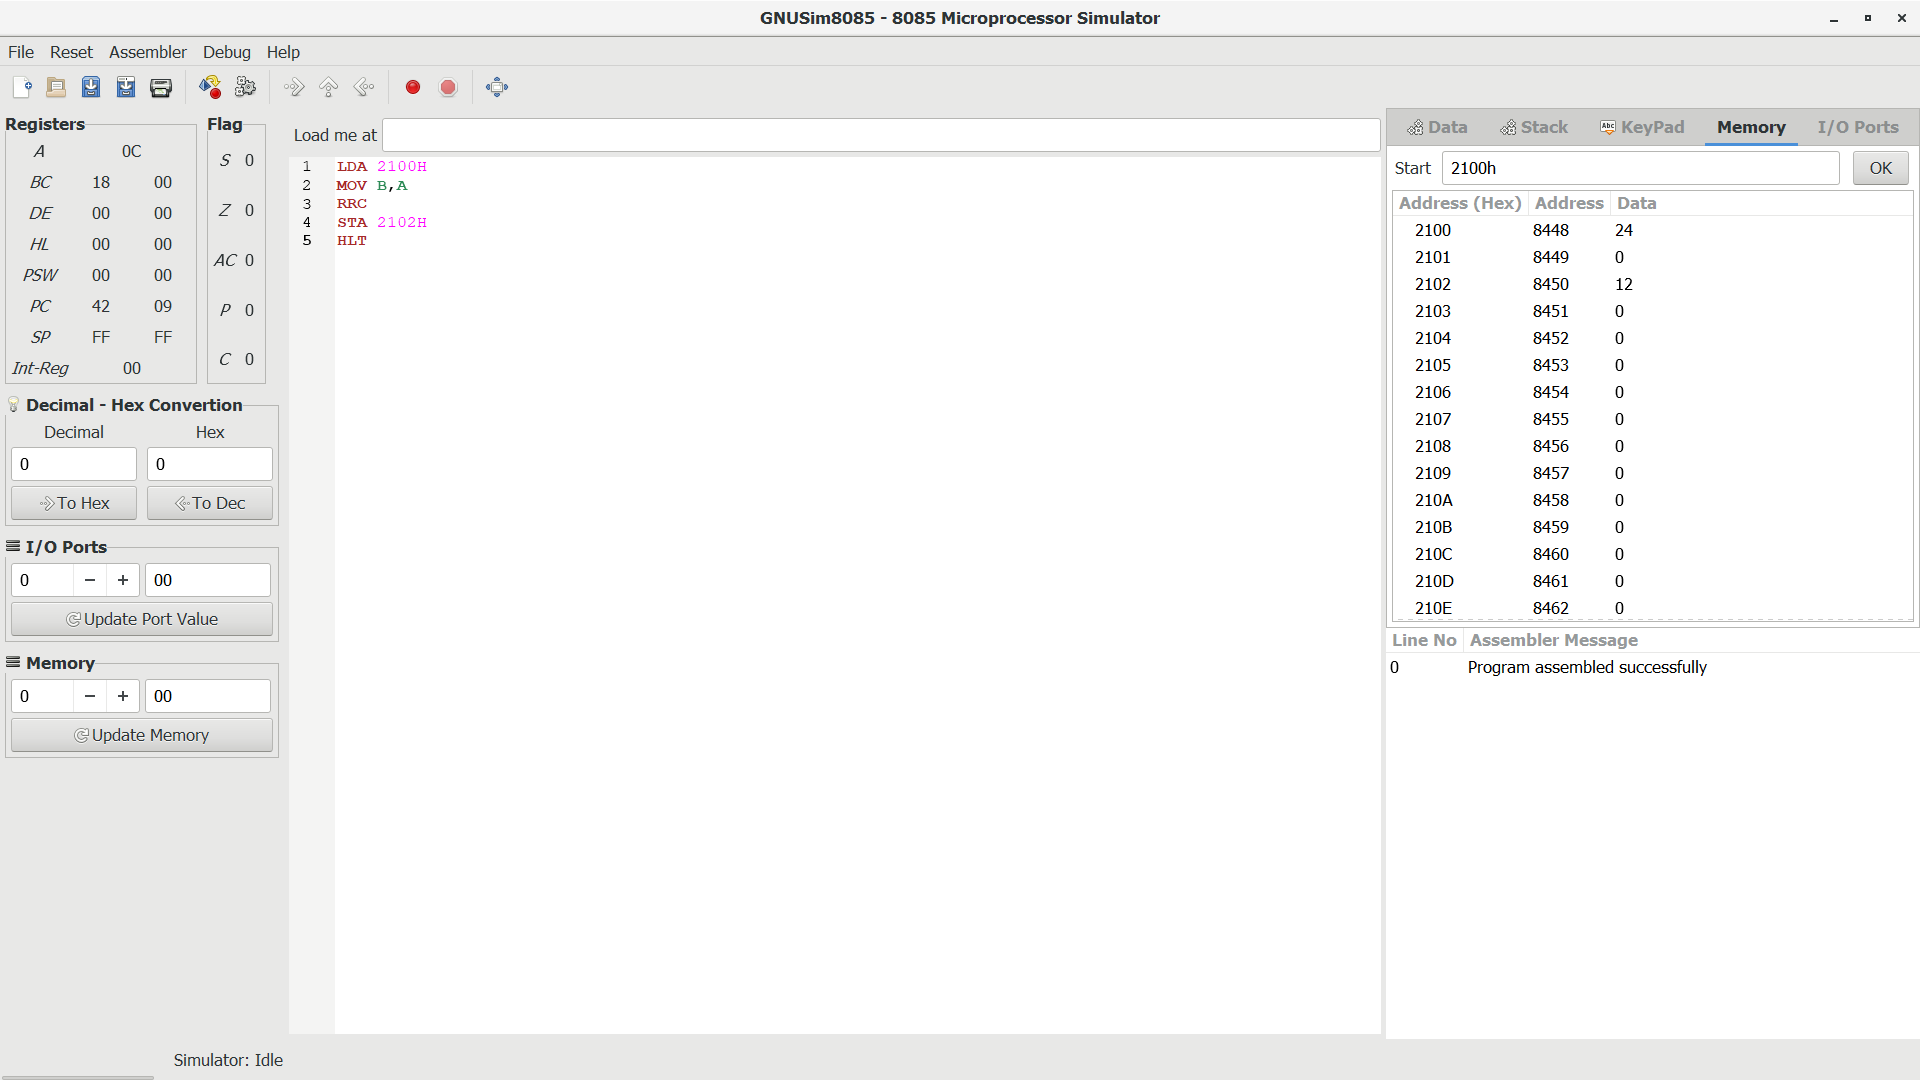 GNUSim8085 - 8085 Microprocessor Simulator
File Reset Assembler Debug Help
Registers
A 0C
BC 18 00
DE 00 00
HL 00 00
PSW 00 00
PC 42 09
SP FF FF
Int-Reg 00
Flag
S 0
Z 0
AC 0
P 0
C 0
Decimal - Hex Convertion
Decimal Hex
0 0
To Hex To Dec
I/O Ports
0 − + 00
Update Port Value
Memory
0 − + 00
Update Memory
Load me at
1 LDA 2100H
2 MOV B,A
3 RRC
4 STA 2102H
5 HLT
Data Stack Abc KeyPad Memory I/O Ports
Start 2100h OK
Address (Hex) Address Data
2100 8448 24
2101 8449 0
2102 8450 12
2103 8451 0
2104 8452 0
2105 8453 0
2106 8454 0
2107 8455 0
2108 8456 0
2109 8457 0
210A 8458 0
210B 8459 0
210C 8460 0
210D 8461 0
210E 8462 0
Line No Assembler Message
0 Program assembled successfully
Simulator: Idle